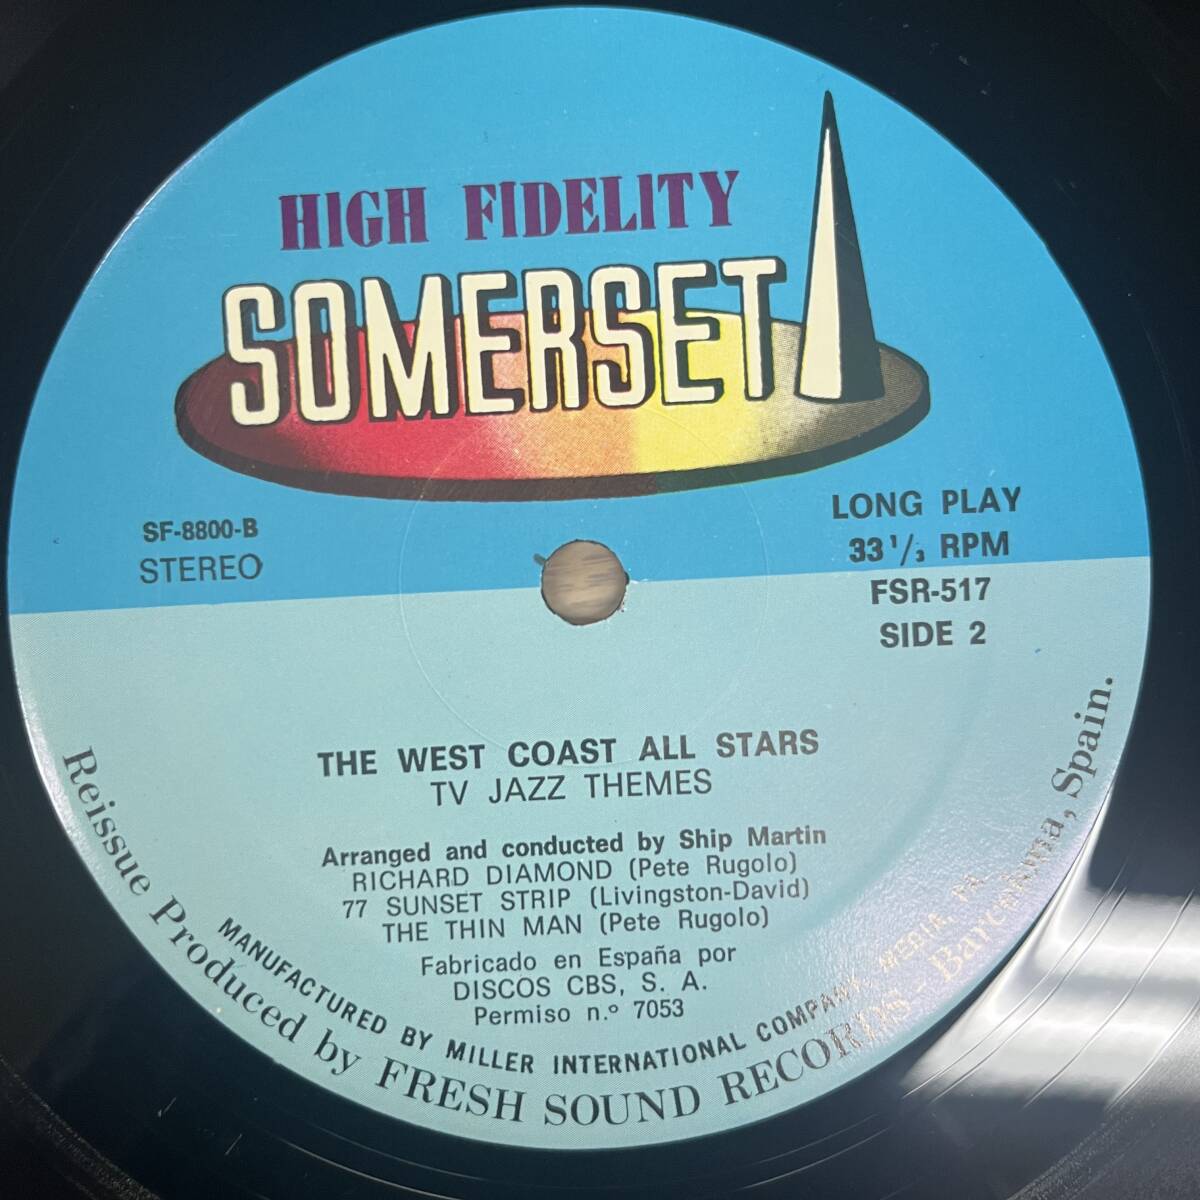 HIGH FIDELITY
SOMERSET
SF-8800-B
STEREO
LONG PLAY
33 1/3 RPM
FSR-517
SIDE 2
THE WEST COAST ALL STARS
TV JAZZ THEMES
Arranged and conducted by Ship Martin
RICHARD DIAMOND (Pete Rugolo)
77 SUNSET STRIP (Livingston-David)
THE THIN MAN (Pete Rugolo)
Fabricado en España por
DISCOS CBS, S. A.
Permiso n.º 7053
MANUFACTURED BY MILLER INTERNATIONAL COMPANY, MEDIA, PA.
Reissue Produced by FRESH SOUND RECORDS - Barcelona, Spain.